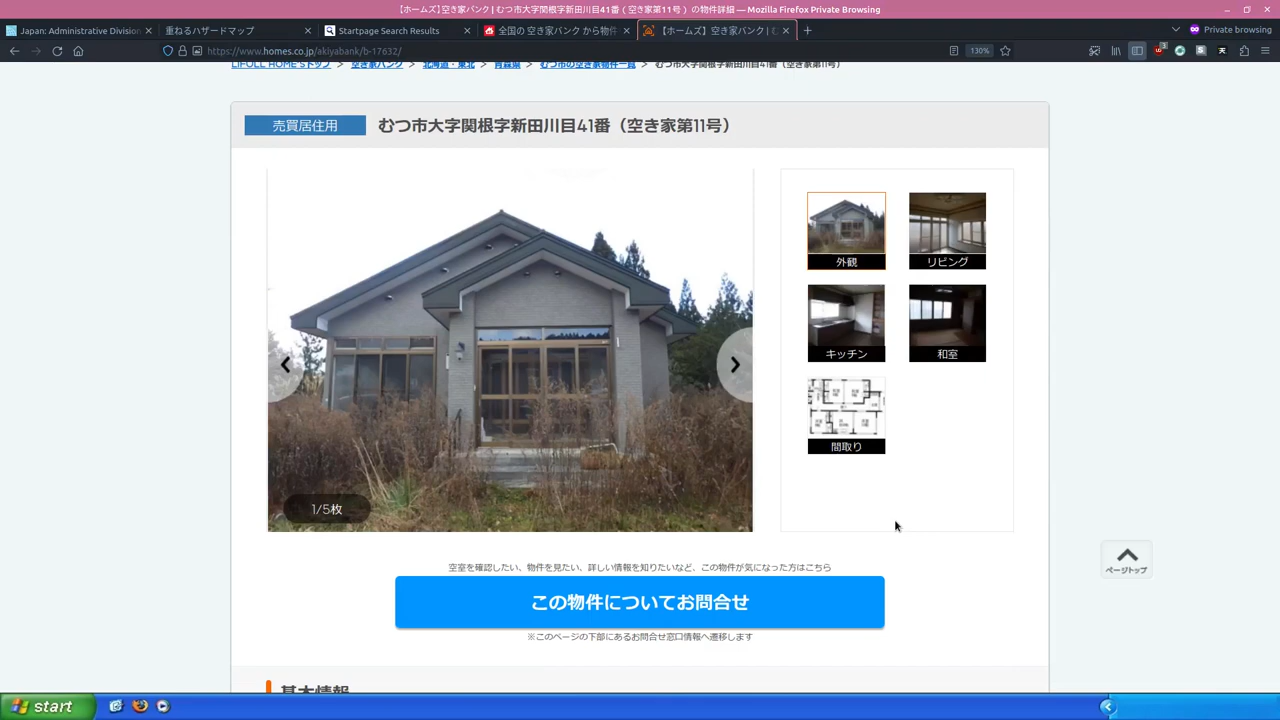 【ホームズ】空き家バンク | むつ市大字関根字新田川目41番（空き家第11号）の物件詳細 — Mozilla Firefox Private Browsing
Japan: Administrative Division
重ねるハザードマップ
Startpage Search Results
全国の 空き家バンク から物件
【ホームズ】空き家バンク | む
Private browsing
https://www.homes.co.jp/akiyabank/b-17632/
130%
LIFULL HOME'Sトップ > 空き家バンク > 北海道・東北 > 青森県 > むつ市の空き家物件一覧 > むつ市大字関根字新田川目41番（空き家第11号）
売買居住用
むつ市大字関根字新田川目41番（空き家第11号）
外観
リビング
キッチン
和室
間取り
1/5枚
ページトップ
空室を確認したい、物件を見たい、詳しい情報を知りたいなど、この物件が気になった方はこちら
この物件についてお問合せ
※このページの下部にあるお問合せ窓口情報へ遷移します
基本情報
start